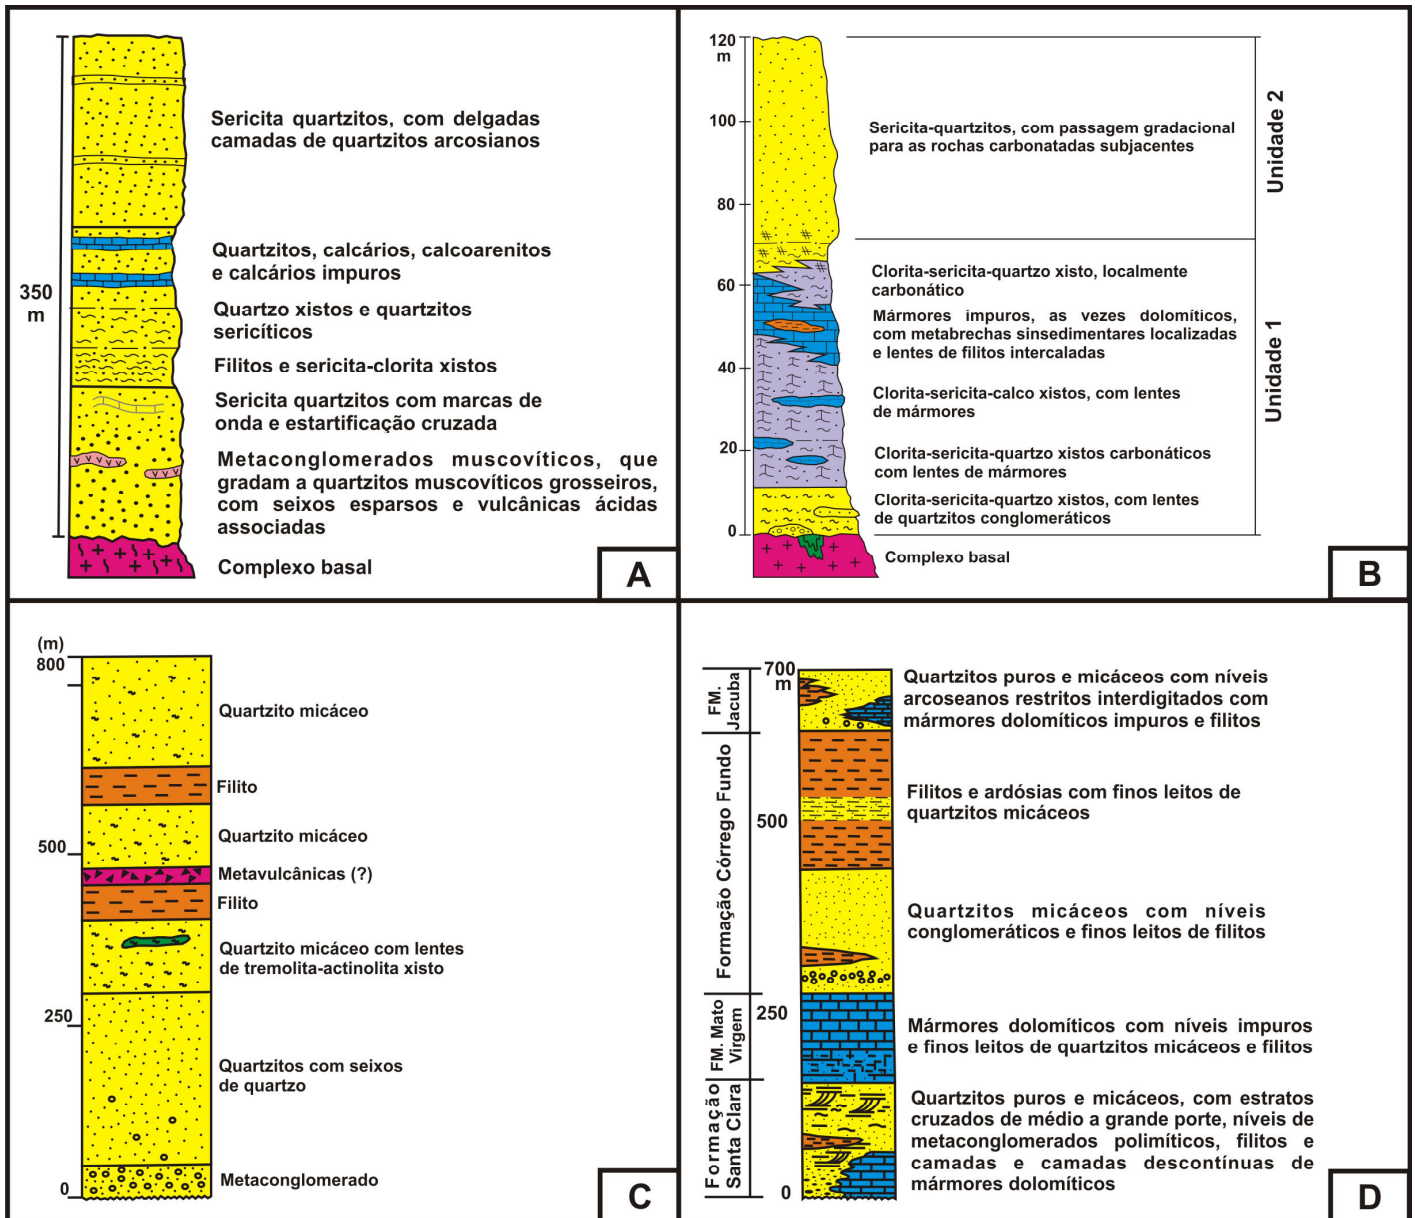 350
m
Sericita quartzitos, com delgadas
camadas de quartzitos arcosianos
Quartzitos, calcários, calcoarenitos
e calcários impuros
Quartzo xistos e quartzitos
sericíticos
Filitos e sericita-clorita xistos
Sericita quartzitos com marcas de
onda e estartificação cruzada
Metaconglomerados muscovíticos, que
gradam a quartzitos muscovíticos grosseiros,
com seixos esparsos e vulcânicas ácidas
associadas
Complexo basal
A
120
m
100
80
60
40
20
0
Sericita-quartzitos, com passagem gradacional
para as rochas carbonatadas subjacentes
Clorita-sericita-quartzo xisto, localmente
carbonático
Mármores impuros, as vezes dolomíticos,
com metabrechas sinsedimentares localizadas
e lentes de filitos intercaladas
Clorita-sericita-calco xistos, com lentes
de mármores
Clorita-sericita-quartzo xistos carbonáticos
com lentes de mármores
Clorita-sericita-quartzo xistos, com lentes
de quartzitos conglomeráticos
Complexo basal
Unidade 2
Unidade 1
B
(m)
800
500
250
0
Quartzito micáceo
Filito
Quartzito micáceo
Metavulcânicas (?)
Filito
Quartzito micáceo com lentes
de tremolita-actinolita xisto
Quartzitos com seixos
de quartzo
Metaconglomerado
C
FM.
Jacuba
Formação Córrego Fundo
FM. Mato
Virgem
Formação
Santa Clara
700
m
500
250
0
Quartzitos puros e micáceos com níveis
arcoseanos restritos interdigitados com
mármores dolomíticos impuros e filitos
Filitos e ardósias com finos leitos de
quartzitos micáceos
Quartzitos micáceos com níveis
conglomeráticos e finos leitos de filitos
Mármores dolomíticos com níveis impuros
e finos leitos de quartzitos micáceos e filitos
Quartzitos puros e micáceos, com estratos
cruzados de médio a grande porte, níveis de
metaconglomerados polimíticos, filitos e
camadas e camadas descontínuas de
mármores dolomíticos
D